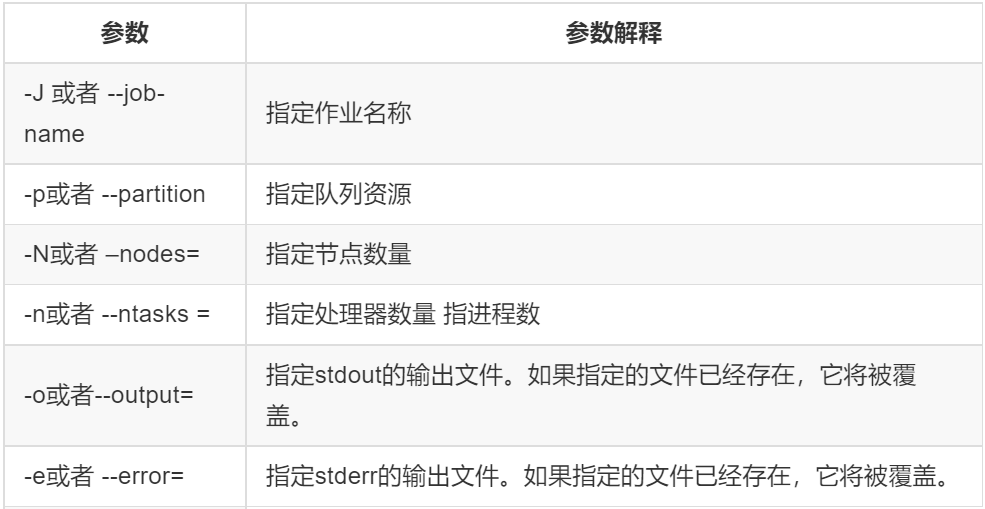 参数 参数解释
-J 或者 --job-
name
指定作业名称
-p或者 --partition 指定队列资源
-N或者 –nodes= 指定节点数量
-n或者 --ntasks = 指定处理器数量 指进程数
-o或者--output=
指定stdout的输出文件。如果指定的文件已经存在，它将被覆
盖。
-e或者 --error= 指定stderr的输出文件。如果指定的文件已经存在，它将被覆盖。